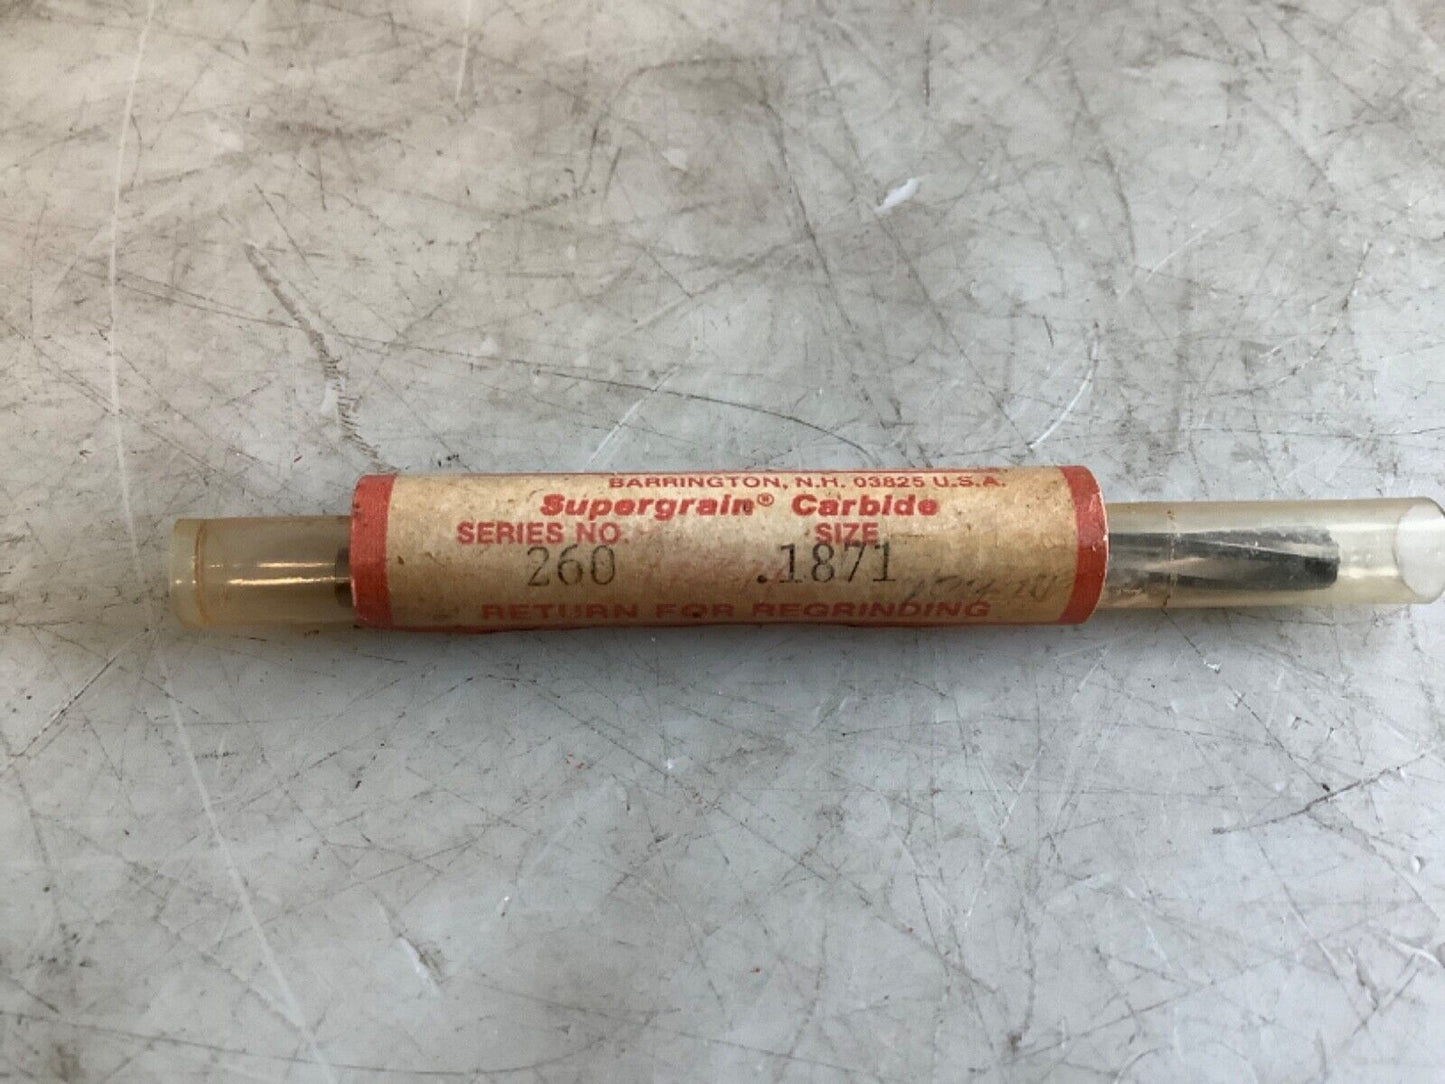 BARRINGTON, N.H. 03825 U.S.A.
Supergrain® Carbide
SERIES NO. SIZE
260 .1871
RETURN FOR REGRINDING